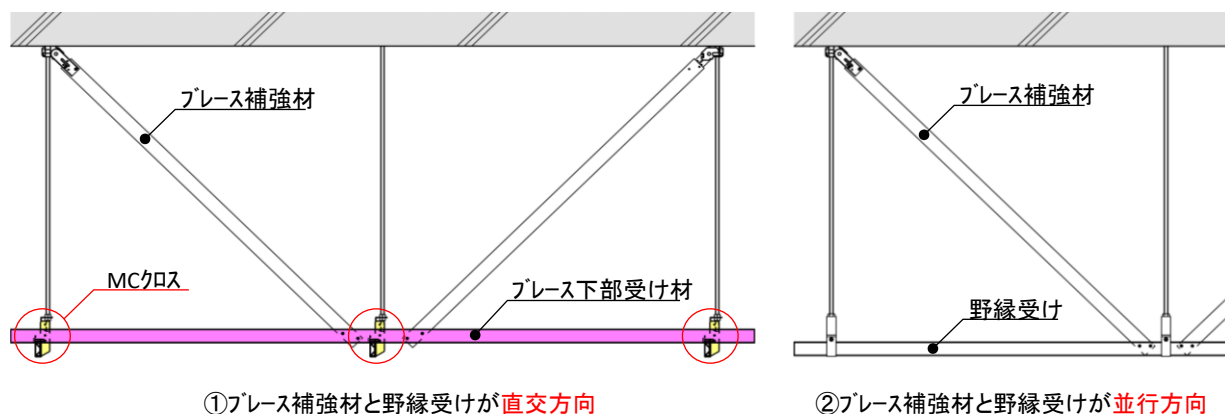 ﾌﾞﾚｰｽ補強材
MCｸﾛｽ
ﾌﾞﾚｰｽ下部受け材
①ﾌﾞﾚｰｽ補強材と野縁受けが直交方向
ﾌﾞﾚｰｽ補強材
野縁受け
②ﾌﾞﾚｰｽ補強材と野縁受けが並行方向